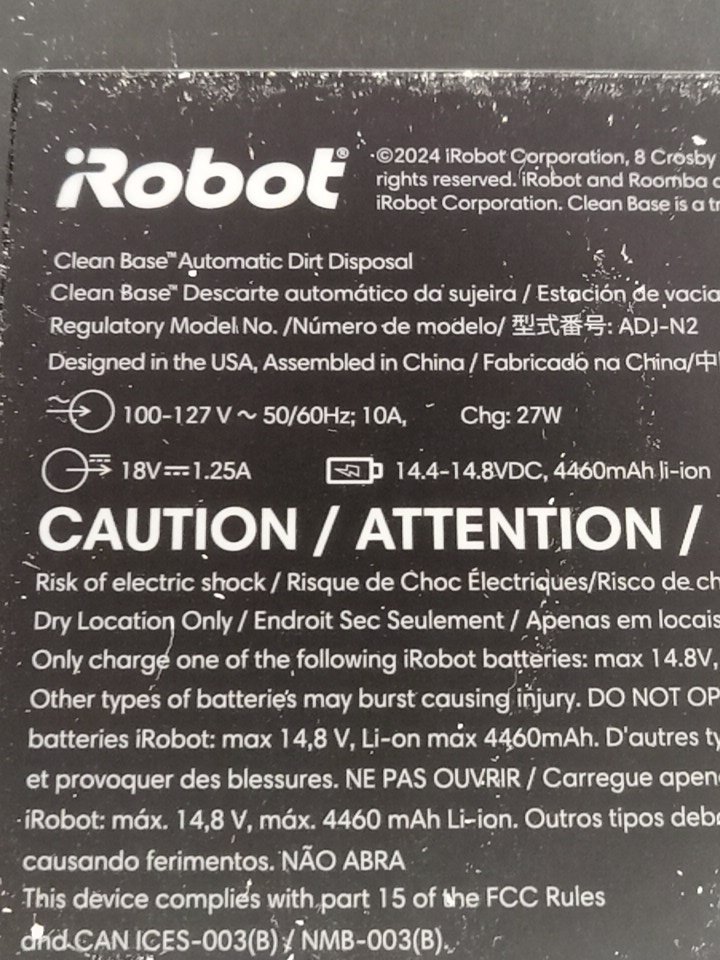 iRobot®
©2024 iRobot Corporation, 8 Crosby
rights reserved. iRobot and Roomba
iRobot Corporation. Clean Base is a
Clean Base™ Automatic Dirt Disposal
Clean Base™ Descarte automático da sujeira / Estación de
Regulatory Model No. /Número de modelo/ 型式番号: ADJ-N2
Designed in the USA, Assembled in China / Fabricado na China/中
100-127 V ~ 50/60Hz; 10A, Chg: 27W
18V⎓1.25A 14.4-14.8VDC, 4460mAh li-ion
CAUTION / ATTENTION /
Risk of electric shock / Risque de Choc Électriques/Risco de
Dry Location Only / Endroit Sec Seulement / Apenas em locais
Only charge one of the following iRobot batteries: max 14.8V,
Other types of batteries may burst causing injury. DO NOT
batteries iRobot: max 14,8 V, Li-on max 4460mAh. D'autres
et provoquer des blessures. NE PAS OUVRIR / Carregue
iRobot: máx. 14,8 V, máx. 4460 mAh Li-ion. Outros tipos
causando ferimentos. NÃO ABRA
This device complies with part 15 of the FCC Rules
and CAN ICES-003(B) / NMB-003(B).